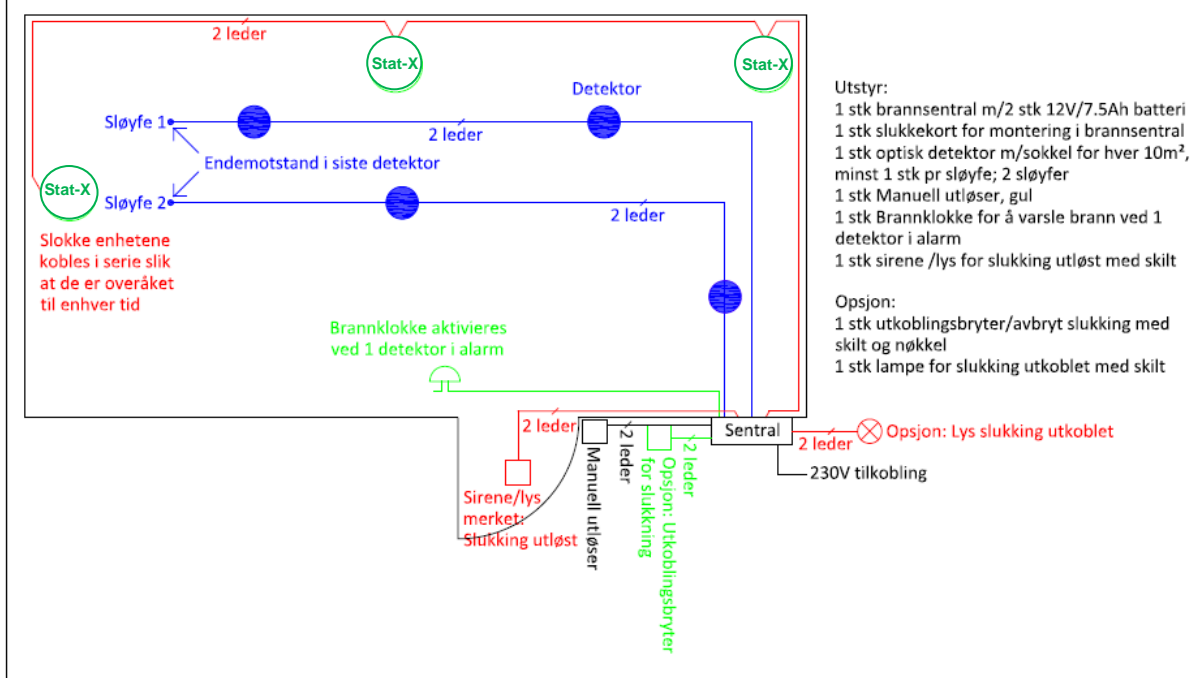 2 leder
Stat-X
Stat-X
Detektor
Sløyfe 1
2 leder
Endemotstand i siste detektor
Stat-X
Sløyfe 2
2 leder
Slokke enhetene
kobles i serie slik
at de er overåket
til enhver tid
Brannklokke aktivieres
ved 1 detektor i alarm
2 leder
Sirene/lys
merket:
Slukking utløst
Manuell utløser
2 leder
Opsjon: Utkoblingsbryter
for slukkning
2 leder
Sentral
2 leder
Opsjon: Lys slukking utkoblet
230V tilkobling
Utstyr:
1 stk brannsentral m/2 stk 12V/7.5Ah batteri
1 stk slukkekort for montering i brannsentral
1 stk optisk detektor m/sokkel for hver 10m²,
minst 1 stk pr sløyfe; 2 sløyfer
1 stk Manuell utløser, gul
1 stk Brannklokke for å varsle brann ved 1
detektor i alarm
1 stk sirene /lys for slukking utløst med skilt
Opsjon:
1 stk utkoblingsbryter/avbryt slukking med
skilt og nøkkel
1 stk lampe for slukking utkoblet med skilt